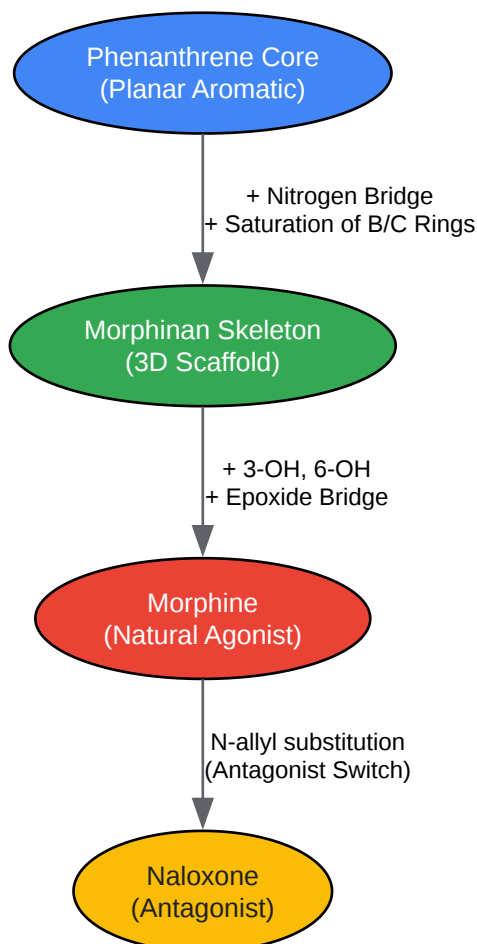 Phenanthrene Core
(Planar Aromatic)
+ Nitrogen Bridge
+ Saturation of B/C Rings
Morphinan Skeleton
(3D Scaffold)
+ 3-OH, 6-OH
+ Epoxide Bridge
Morphine
(Natural Agonist)
N-allyl substitution
(Antagonist Switch)
Naloxone
(Antagonist)